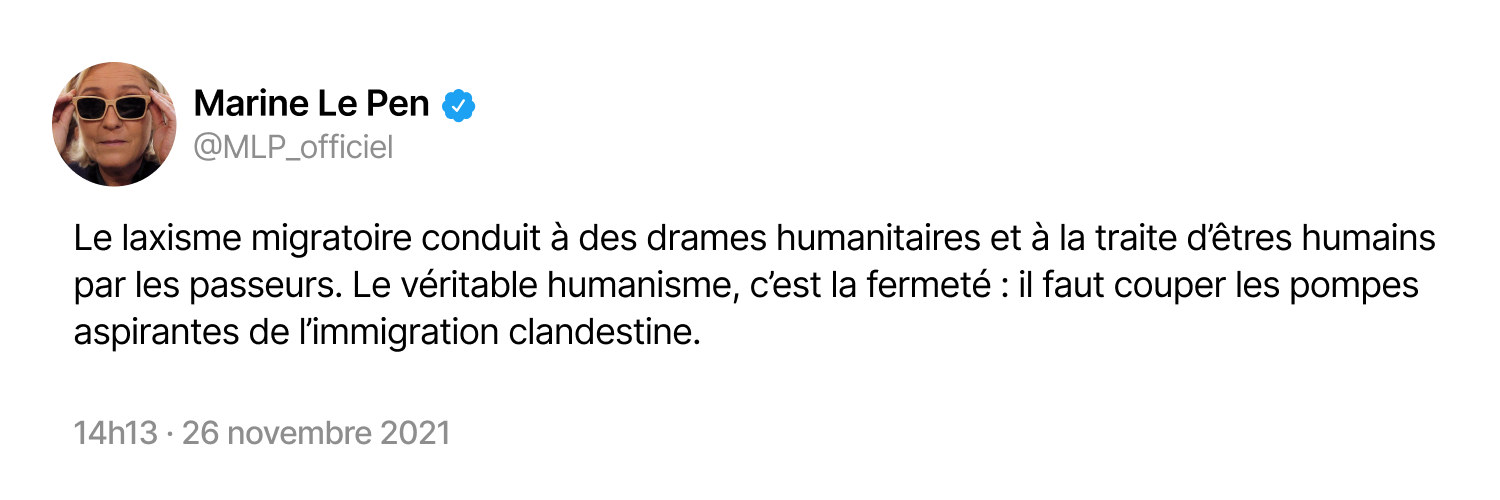 Marine Le Pen
@MLP_officiel
Le laxisme migratoire conduit à des drames humanitaires et à la traite d’êtres humains
par les passeurs. Le véritable humanisme, c’est la fermeté : il faut couper les pompes
aspirantes de l’immigration clandestine.
14h13 · 26 novembre 2021